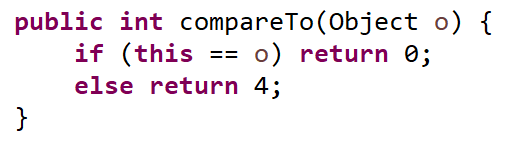 public int compareTo(Object o) {
    if (this == o) return 0;
    else return 4;
}